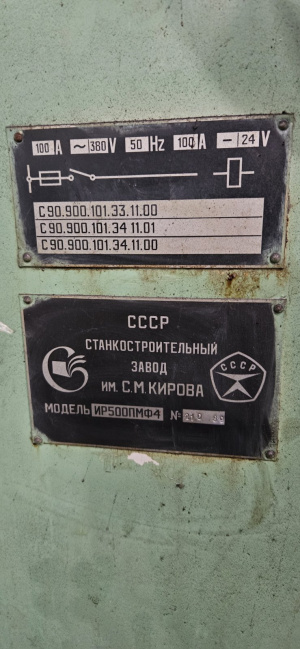 100 A ~ 380 V 50 Hz 100 A - 24 V
С90.900.101.33.11.00
С90.900.101.34 11.01
С90.900.101.34.11.00
СССР
СТАНКОСТРОИТЕЛЬНЫЙ
ЗАВОД
ИМ. С.М.КИРОВА
СССР
МОДЕЛЬ ИР500ПМФ4 №